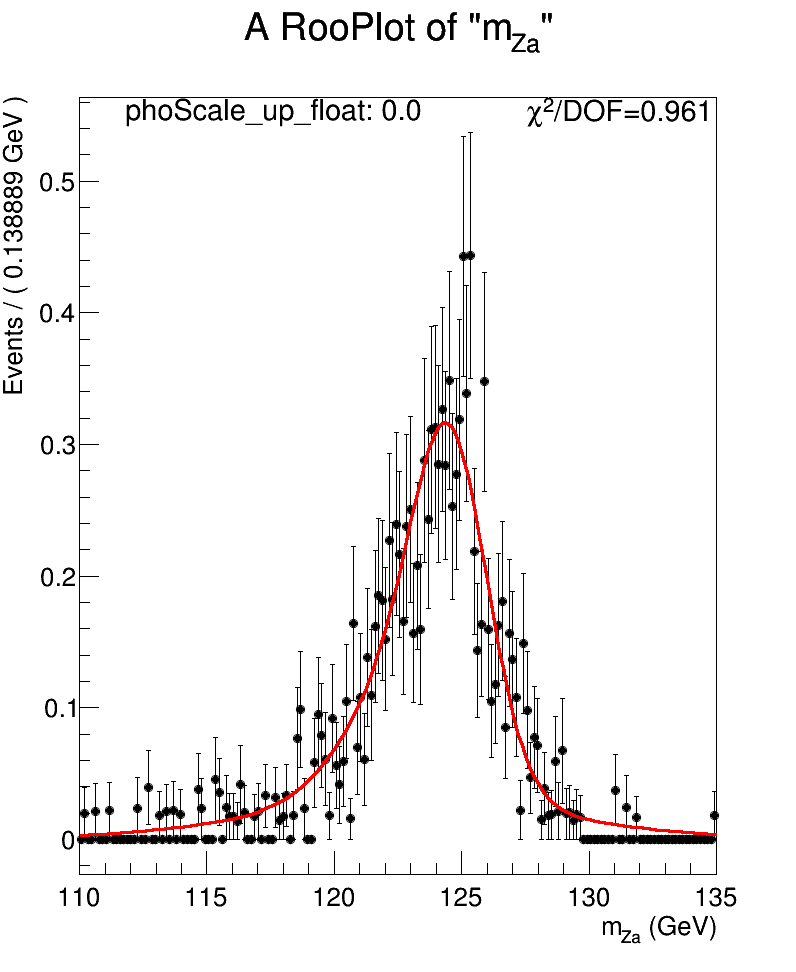 A RooPlot of "m_Za"
phoScale_up_float: 0.0
χ²/DOF=0.961
Events / ( 0.138889 GeV )
0.5
0.4
0.3
0.2
0.1
0
110 115 120 125 130 135
m_Za (GeV)